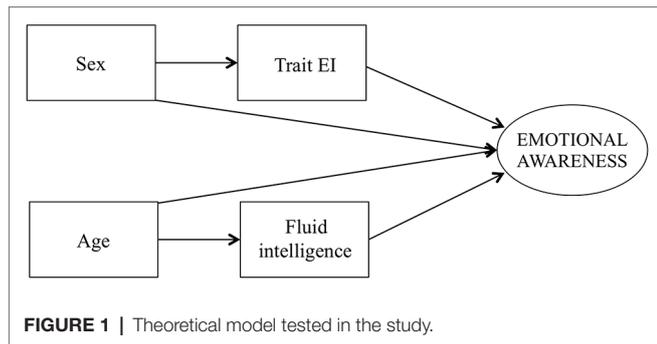 Sex
Trait EI
EMOTIONAL
AWARENESS
Age
Fluid
intelligence
FIGURE 1 | Theoretical model tested in the study.